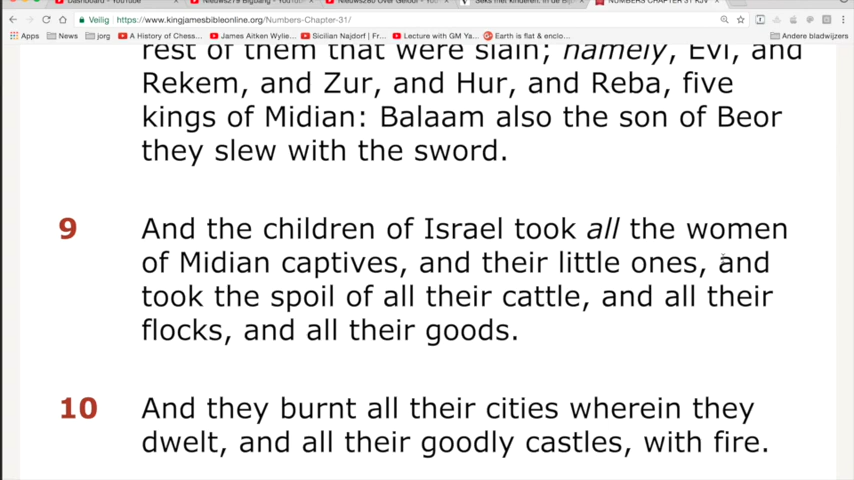 Dashboard - YouTube
Veilig https://www.kingjamesbibleonline.org/Numbers-Chapter-31/
Apps News jorg A History of Chess... James Aitken Wylie... Sicilian Najdorf | ... Lecture with GM Ya... Earth is flat & enclo... Andere bladwijzers
rest of them that were slain; namely, Evi, and
Rekem, and Zur, and Hur, and Reba, five
kings of Midian: Balaam also the son of Beor
they slew with the sword.
9 And the children of Israel took all the women
of Midian captives, and their little ones, and
took the spoil of all their cattle, and all their
flocks, and all their goods.
10 And they burnt all their cities wherein they
dwelt, and all their goodly castles, with fire.